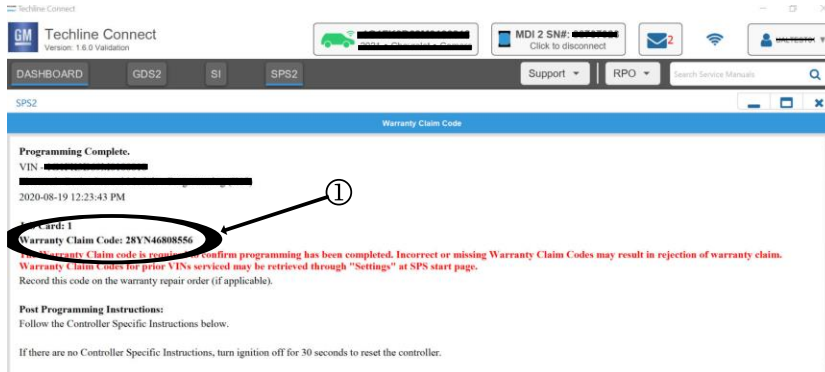 Techline Connect
GM Techline Connect
Version: 1.6.0 Validation
MDI 2 SN#:
Click to disconnect
2
DASHBOARD GDS2 SI SPS2 Support RPO Search Service Manuals
SPS2
Warranty Claim Code
Programming Complete.
VIN -
2020-08-19 12:23:43 PM
①
Card: 1
Warranty Claim Code: 28YN46808556
Warranty Claim code is required to confirm programming has been completed. Incorrect or missing Warranty Claim Codes may result in rejection of warranty claim.
Warranty Claim Codes for prior VINs serviced may be retrieved through "Settings" at SPS start page.
Record this code on the warranty repair order (if applicable).
Post Programming Instructions:
Follow the Controller Specific Instructions below.
If there are no Controller Specific Instructions, turn ignition off for 30 seconds to reset the controller.